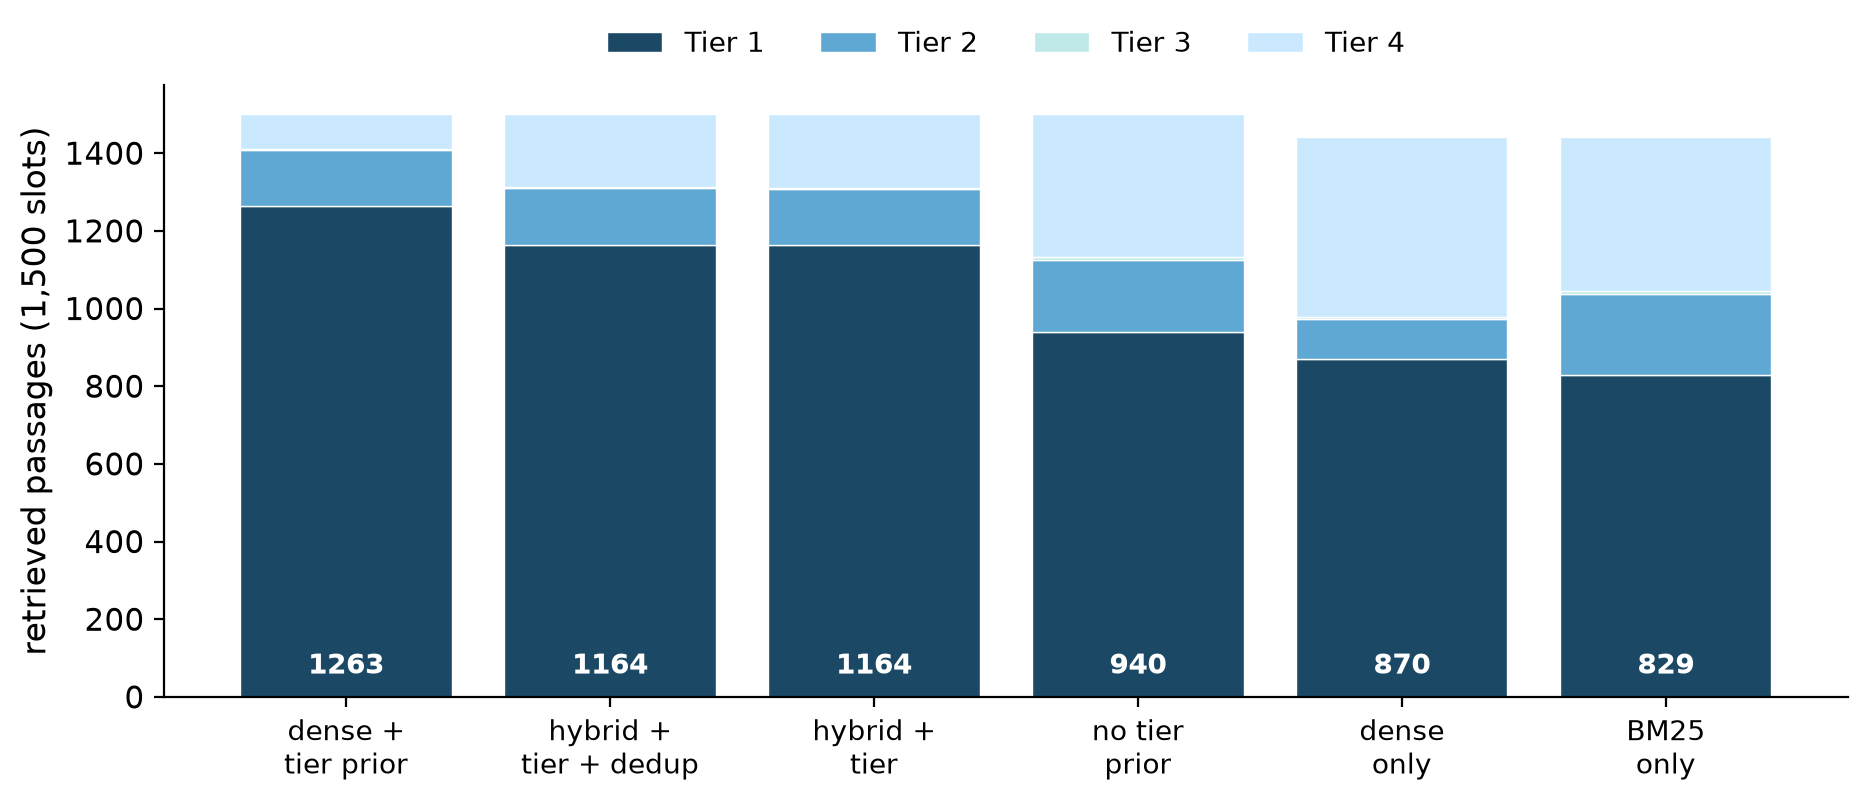 Tier 1 Tier 2 Tier 3 Tier 4
retrieved passages (1,500 slots)
1400
1200
1000
800
600
400
200
0
1263 1164 1164 940 870 829
dense + hybrid + hybrid + no tier dense BM25
tier prior tier + dedup tier prior only only